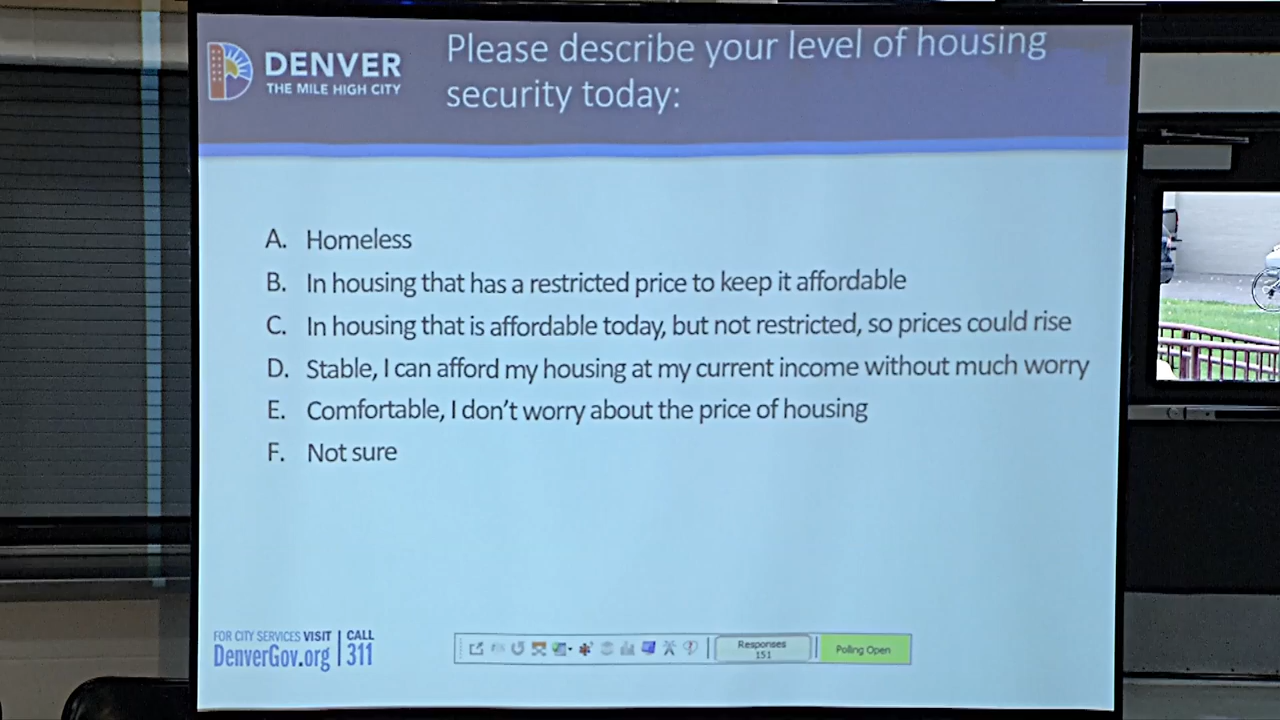 DENVER
THE MILE HIGH CITY
Please describe your level of housing
security today:
A. Homeless
B. In housing that has a restricted price to keep it affordable
C. In housing that is affordable today, but not restricted, so prices could rise
D. Stable, I can afford my housing at my current income without much worry
E. Comfortable, I don't worry about the price of housing
F. Not sure
FOR CITY SERVICES VISIT | CALL
DenverGov.org | 311
Responses
151
Polling Open